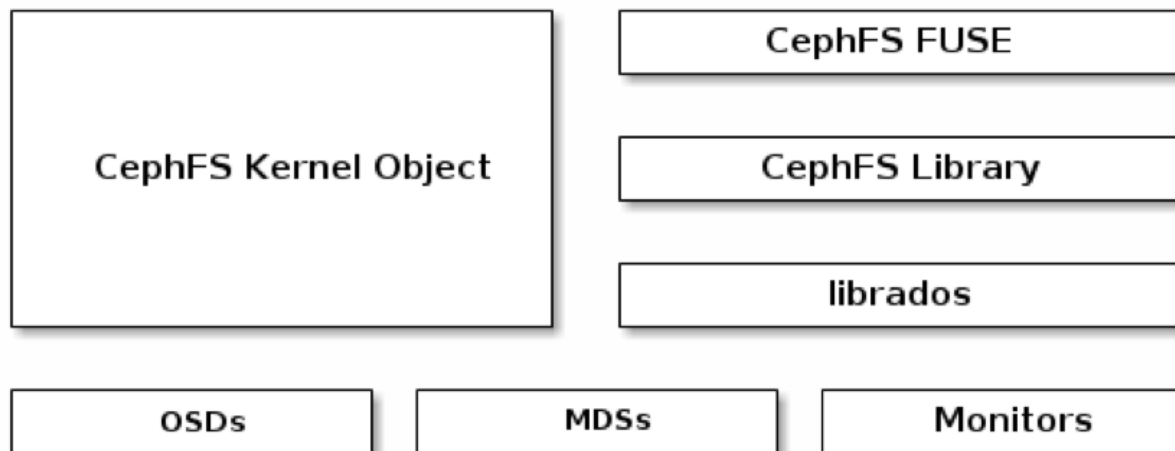 CephFS Kernel Object
CephFS FUSE
CephFS Library
librados
OSDs
MDSs
Monitors